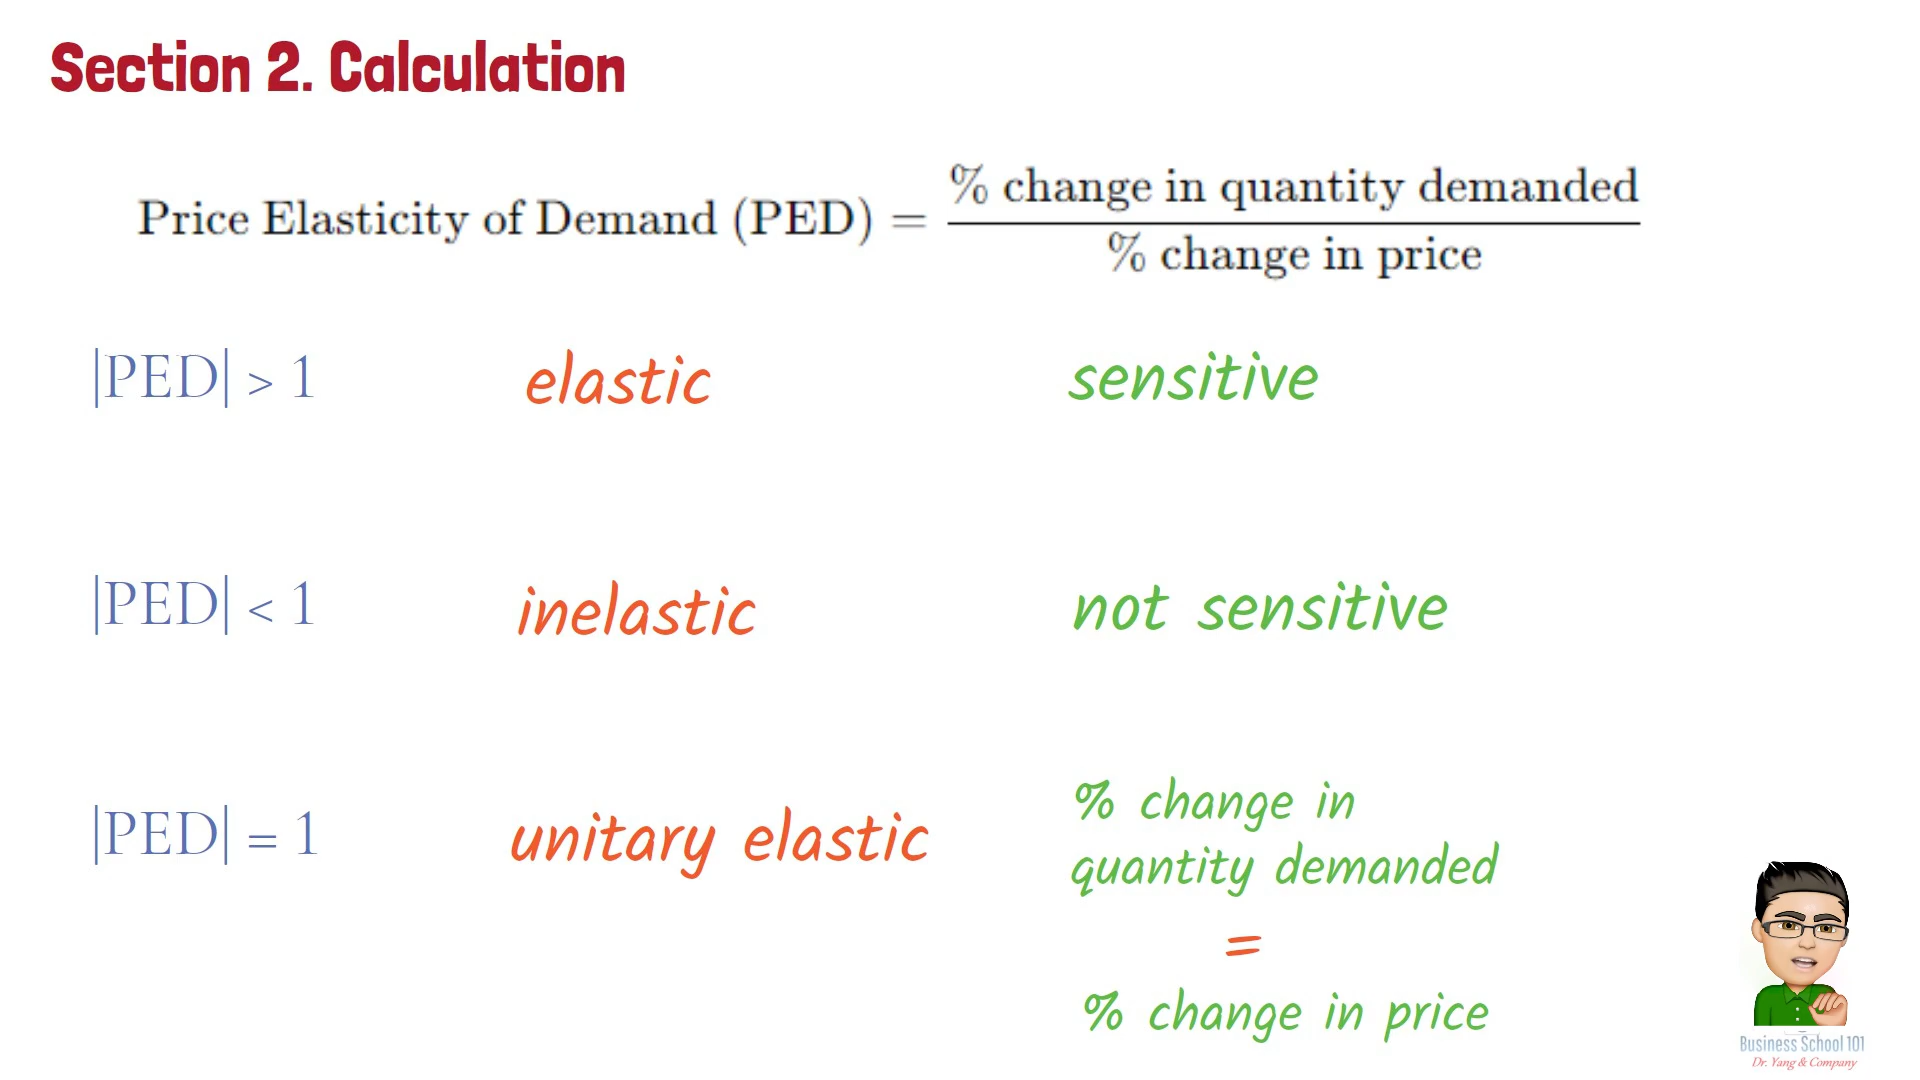 Section 2. Calculation
Price Elasticity of Demand (PED) = % change in quantity demanded / % change in price
|PED| > 1 elastic sensitive
|PED| < 1 inelastic not sensitive
|PED| = 1 unitary elastic % change in
quantity demanded
=
% change in price
Business School 101
Dr. Yang & Company